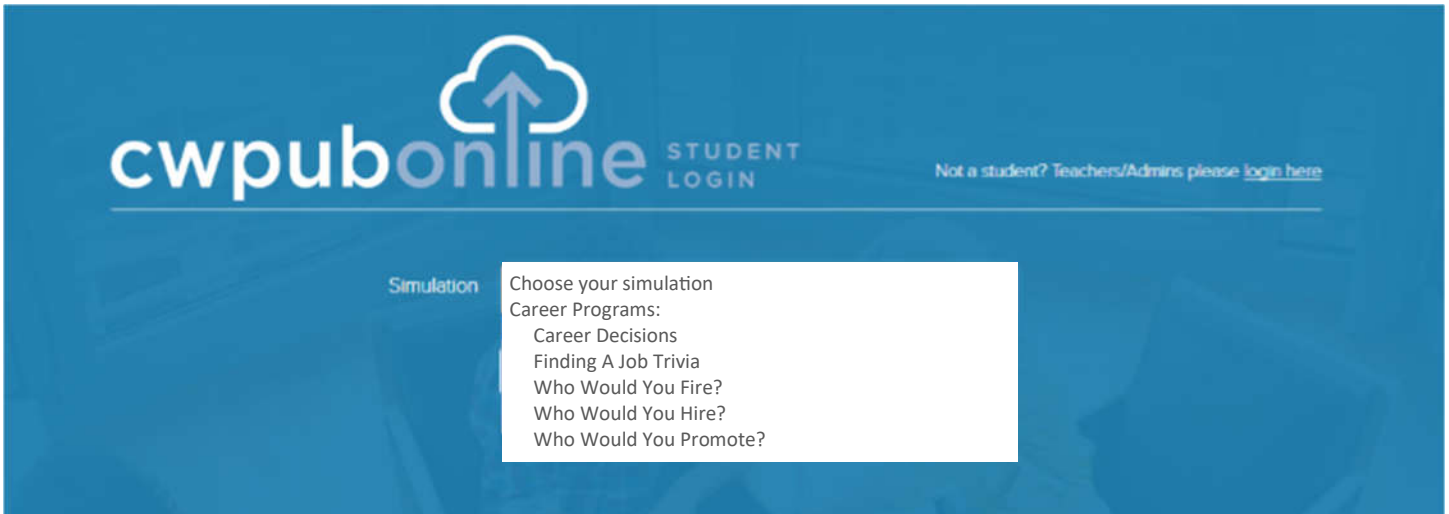 cwpubonline STUDENT
LOGIN
Not a student? Teachers/Admins please login here
Simulation
Choose your simulation
Career Programs:
Career Decisions
Finding A Job Trivia
Who Would You Fire?
Who Would You Hire?
Who Would You Promote?